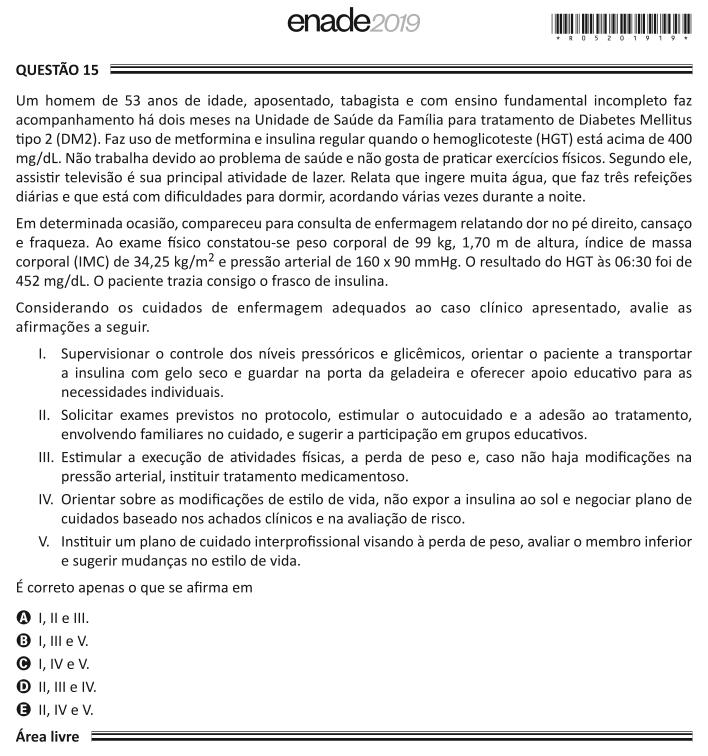 enade2019
*R0520191919*
QUESTÃO 15
Um homem de 53 anos de idade, aposentado, tabagista e com ensino fundamental incompleto faz
acompanhamento há dois meses na Unidade de Saúde da Família para tratamento de Diabetes Mellitus
tipo 2 (DM2). Faz uso de metformina e insulina regular quando o hemoglicoteste (HGT) está acima de 400
mg/dL. Não trabalha devido ao problema de saúde e não gosta de praticar exercícios físicos. Segundo ele,
assistir televisão é sua principal atividade de lazer. Relata que ingere muita água, que faz três refeições
diárias e que está com dificuldades para dormir, acordando várias vezes durante a noite.
Em determinada ocasião, compareceu para consulta de enfermagem relatando dor no pé direito, cansaço
e fraqueza. Ao exame físico constatou-se peso corporal de 99 kg, 1,70 m de altura, índice de massa
corporal (IMC) de 34,25 kg/m² e pressão arterial de 160 x 90 mmHg. O resultado do HGT às 06:30 foi de
452 mg/dL. O paciente trazia consigo o frasco de insulina.
Considerando os cuidados de enfermagem adequados ao caso clínico apresentado, avalie as
afirmações a seguir.
I. Supervisionar o controle dos níveis pressóricos e glicêmicos, orientar o paciente a transportar
a insulina com gelo seco e guardar na porta da geladeira e oferecer apoio educativo para as
necessidades individuais.
II. Solicitar exames previstos no protocolo, estimular o autocuidado e a adesão ao tratamento,
envolvendo familiares no cuidado, e sugerir a participação em grupos educativos.
III. Estimular a execução de atividades físicas, a perda de peso e, caso não haja modificações na
pressão arterial, instituir tratamento medicamentoso.
IV. Orientar sobre as modificações de estilo de vida, não expor a insulina ao sol e negociar plano de
cuidados baseado nos achados clínicos e na avaliação de risco.
V. Instituir um plano de cuidado interprofissional visando à perda de peso, avaliar o membro inferior
e sugerir mudanças no estilo de vida.
É correto apenas o que se afirma em
A I, II e III.
B I, III e V.
C I, IV e V.
D II, III e IV.
E II, IV e V.
Área livre